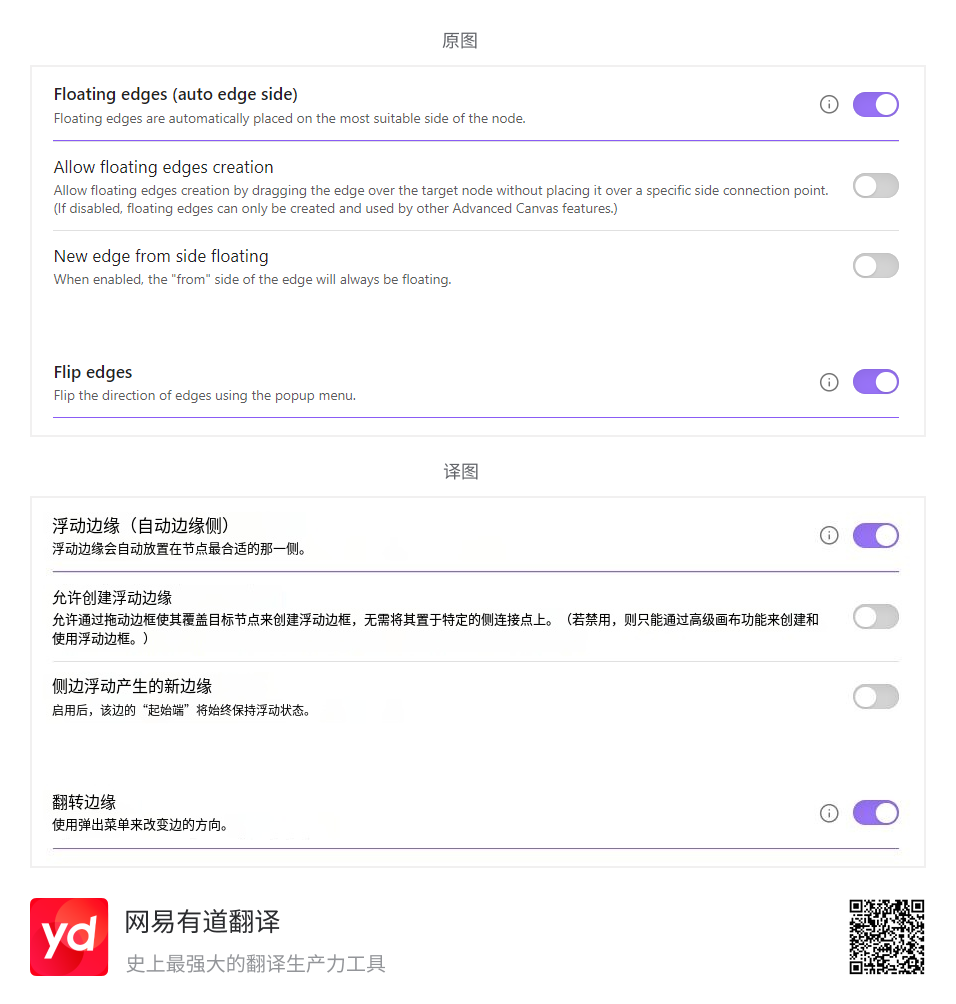 原图
Floating edges (auto edge side)
Floating edges are automatically placed on the most suitable side of the node.
Allow floating edges creation
Allow floating edges creation by dragging the edge over the target node without placing it over a specific side connection point.
(If disabled, floating edges can only be created and used by other Advanced Canvas features.)
New edge from side floating
When enabled, the "from" side of the edge will always be floating.
Flip edges
Flip the direction of edges using the popup menu.
译图
浮动边缘（自动边缘侧）
浮动边缘会自动放置在节点最合适的那一侧。
允许创建浮动边缘
允许通过拖动边框使其覆盖目标节点来创建浮动边框，无需将其置于特定的侧连接点上。（若禁用，则只能通过高级画布功能来创建和
使用浮动边框。）
侧边浮动产生的新边缘
启用后，该边的“起始端”将始终保持浮动状态。
翻转边缘
使用弹出菜单来改变边的方向。
yd
网易有道翻译
史上最强大的翻译生产力工具